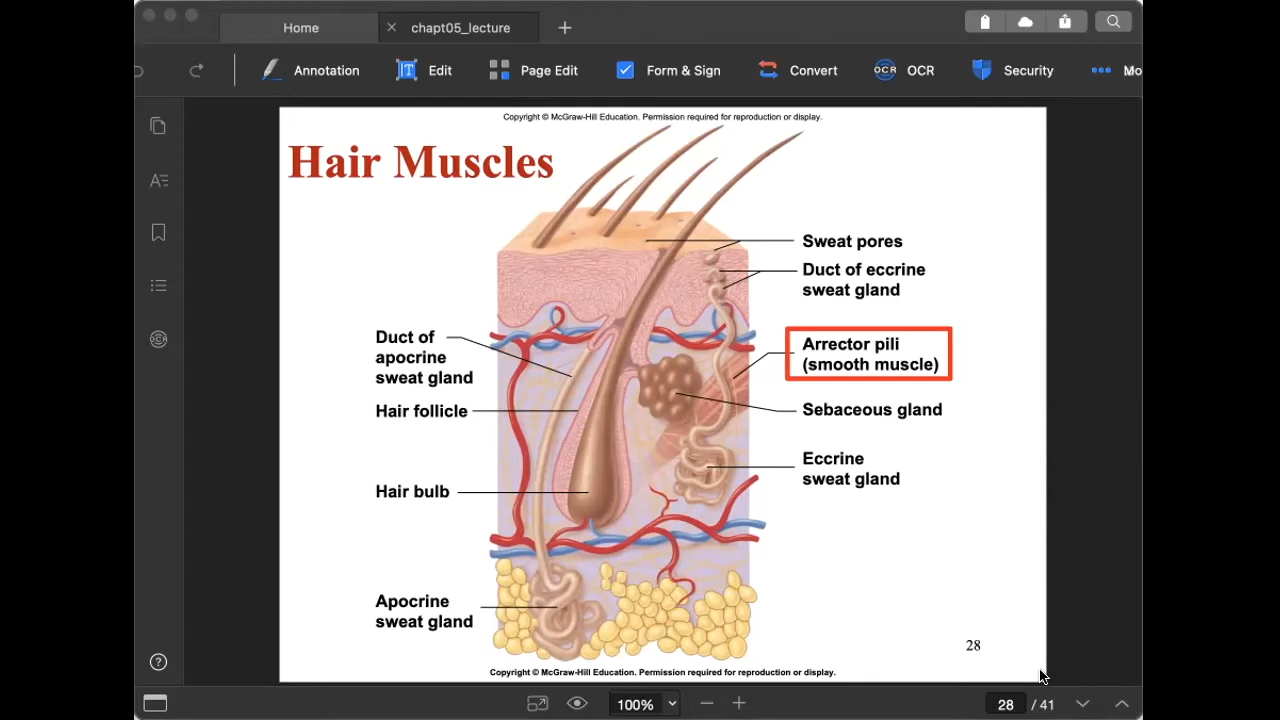 Home
chapt05_lecture
Annotation
Edit
Page Edit
Form & Sign
Convert
OCR
Security
Mo
Copyright © McGraw-Hill Education. Permission required for reproduction or display.
Hair Muscles
Sweat pores
Duct of eccrine
sweat gland
Duct of
apocrine
sweat gland
Arrector pili
(smooth muscle)
Hair follicle
Sebaceous gland
Eccrine
sweat gland
Hair bulb
Apocrine
sweat gland
28
Copyright © McGraw-Hill Education. Permission required for reproduction or display.
100%
28 / 41